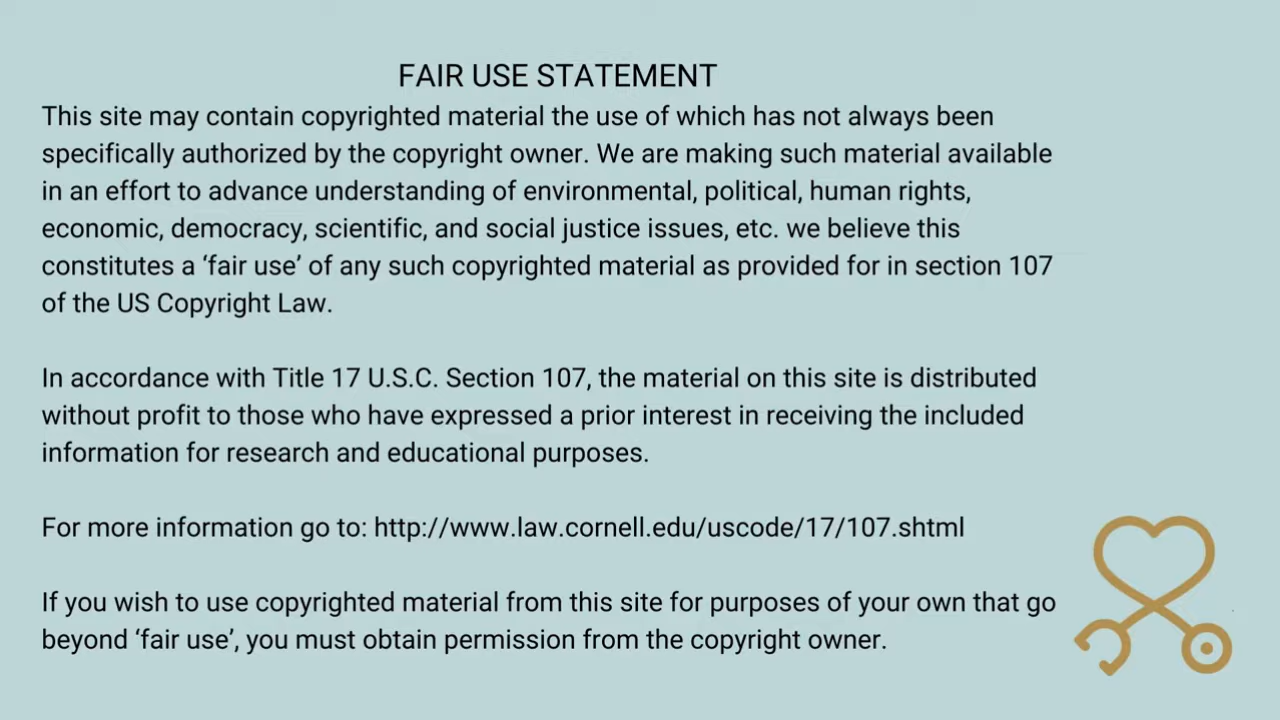 FAIR USE STATEMENT
This site may contain copyrighted material the use of which has not always been
specifically authorized by the copyright owner. We are making such material available
in an effort to advance understanding of environmental, political, human rights,
economic, democracy, scientific, and social justice issues, etc. we believe this
constitutes a ‘fair use’ of any such copyrighted material as provided for in section 107
of the US Copyright Law.
In accordance with Title 17 U.S.C. Section 107, the material on this site is distributed
without profit to those who have expressed a prior interest in receiving the included
information for research and educational purposes.
For more information go to: http://www.law.cornell.edu/uscode/17/107.shtml
If you wish to use copyrighted material from this site for purposes of your own that go
beyond ‘fair use’, you must obtain permission from the copyright owner.